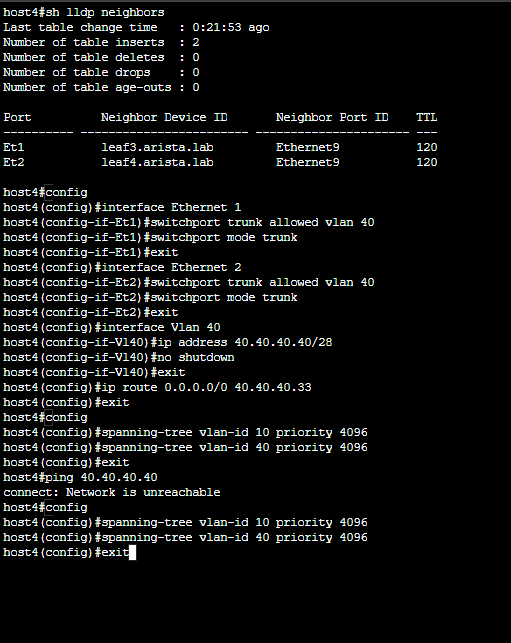 host4#sh lldp neighbors
Last table change time   : 0:21:53 ago
Number of table inserts  : 2
Number of table deletes  : 0
Number of table drops    : 0
Number of table age-outs : 0
Port          Neighbor Device ID       Neighbor Port ID    TTL
---------- ------------------------ ---------------------- ---
Et1           leaf3.arista.lab         Ethernet9           120
Et2           leaf4.arista.lab         Ethernet9           120
host4#config
host4(config)#interface Ethernet 1
host4(config-if-Et1)#switchport trunk allowed vlan 40
host4(config-if-Et1)#switchport mode trunk
host4(config-if-Et1)#exit
host4(config)#interface Ethernet 2
host4(config-if-Et2)#switchport trunk allowed vlan 40
host4(config-if-Et2)#switchport mode trunk
host4(config-if-Et2)#exit
host4(config)#interface Vlan 40
host4(config-if-Vl40)#ip address 40.40.40.40/28
host4(config-if-Vl40)#no shutdown
host4(config-if-Vl40)#exit
host4(config)#ip route 0.0.0.0/0 40.40.40.33
host4(config)#exit
host4#config
host4(config)#spanning-tree vlan-id 10 priority 4096
host4(config)#spanning-tree vlan-id 40 priority 4096
host4(config)#exit
host4#ping 40.40.40.40
connect: Network is unreachable
host4#config
host4(config)#spanning-tree vlan-id 10 priority 4096
host4(config)#spanning-tree vlan-id 40 priority 4096
host4(config)#exit